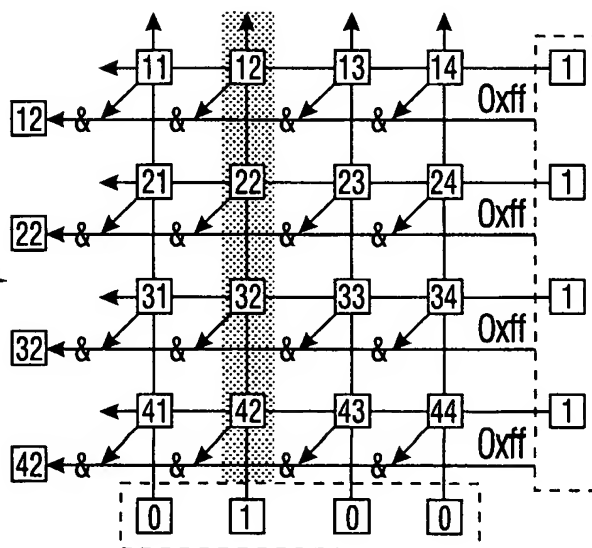 11 12 13 14 1
0xff
12 & & & &
21 22 23 24 1
0xff
22 & & & &
31 32 33 34 1
0xff
32 & & & &
41 42 43 44 1
0xff
42 & & & &
0 1 0 0